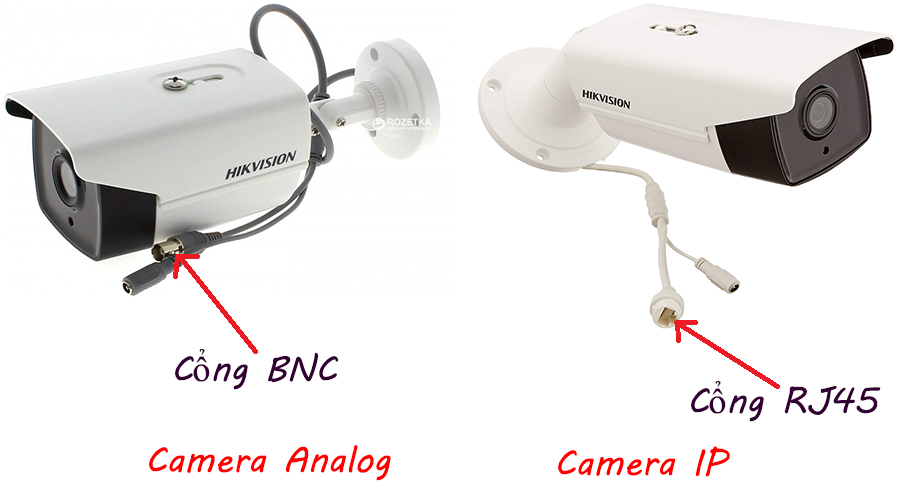 ROZETKA
HIKVISION
HIKVISION
Cổng BNC
Cổng RJ45
Camera Analog
Camera IP